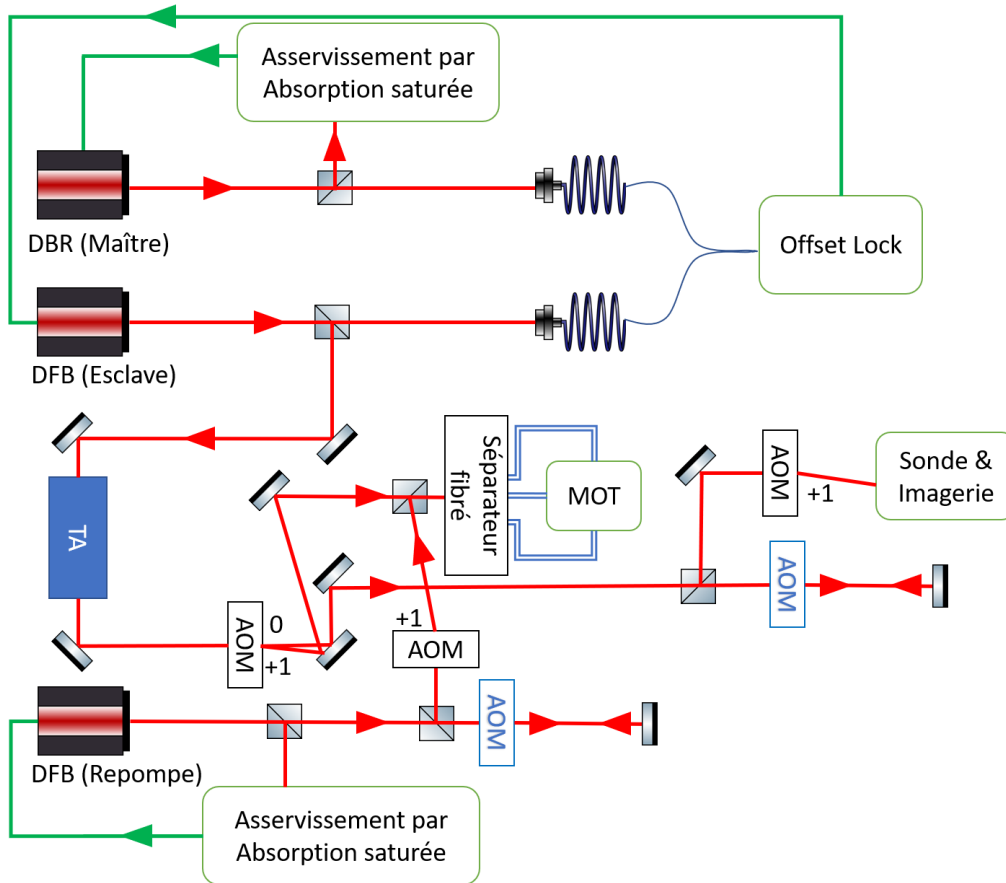 Asservissement par
Absorption saturée
DBR (Maître)
Offset Lock
DFB (Esclave)
Séparateur
fibré
MOT
AOM
+1
Sonde &
Imagerie
TA
AOM
AOM
0
+1
+1
AOM
AOM
DFB (Repompe)
Asservissement par
Absorption saturée